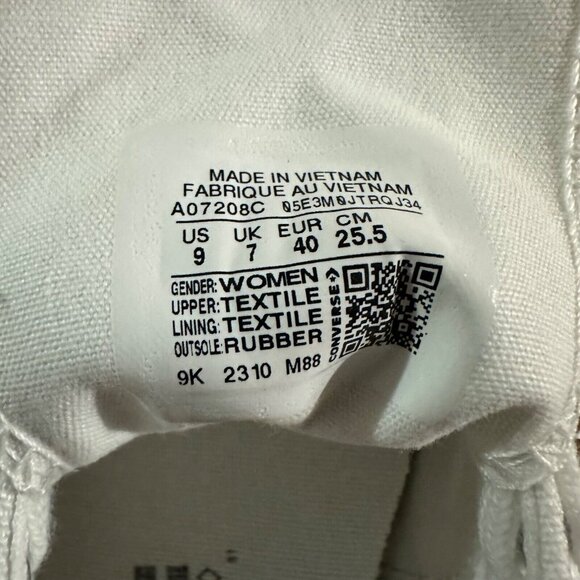 MADE IN VIETNAM
FABRIQUE AU VIETNAM
A07208C 05E3M0JTRQJ34
US UK EUR CM
9 7 40 25.5
GENDER: WOMEN
UPPER: TEXTILE
LINING: TEXTILE
OUTSOLE: RUBBER
CONVERSE
9K 2310 M88